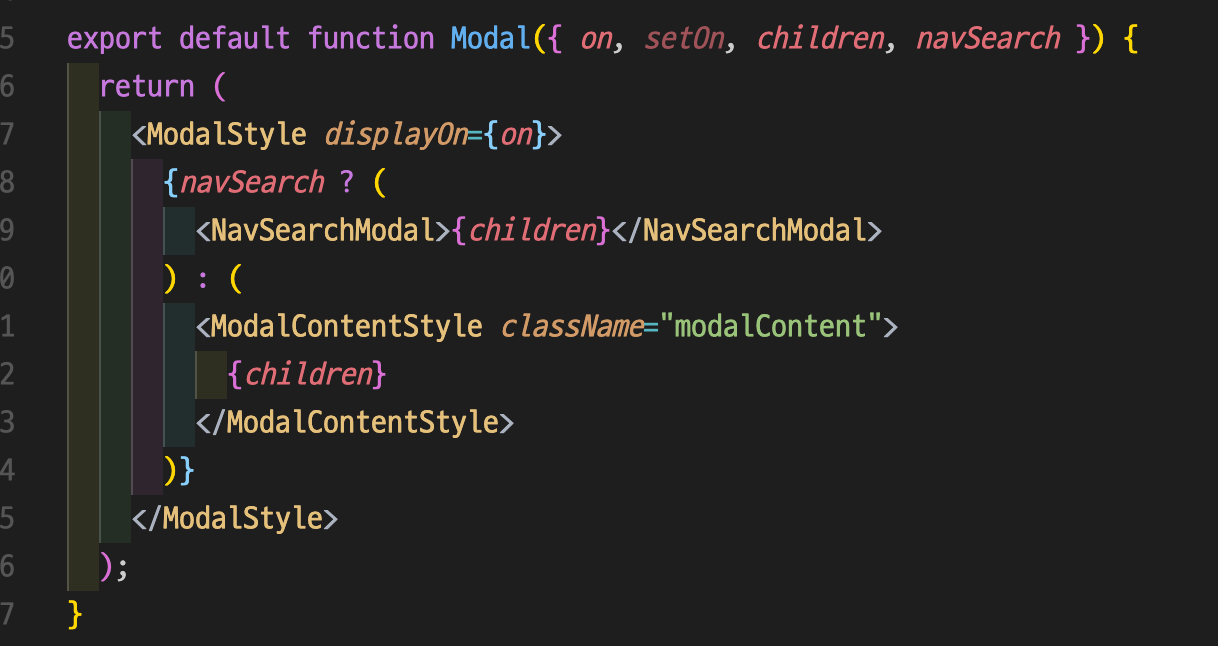 5 export default function Modal({ on, setOn, children, navSearch }) {
6 return (
7 <ModalStyle displayOn={on}>
8 {navSearch ? (
9 <NavSearchModal>{children}</NavSearchModal>
0 ) : (
1 <ModalContentStyle className="modalContent">
2 {children}
3 </ModalContentStyle>
4 )}
5 </ModalStyle>
6 );
7 }